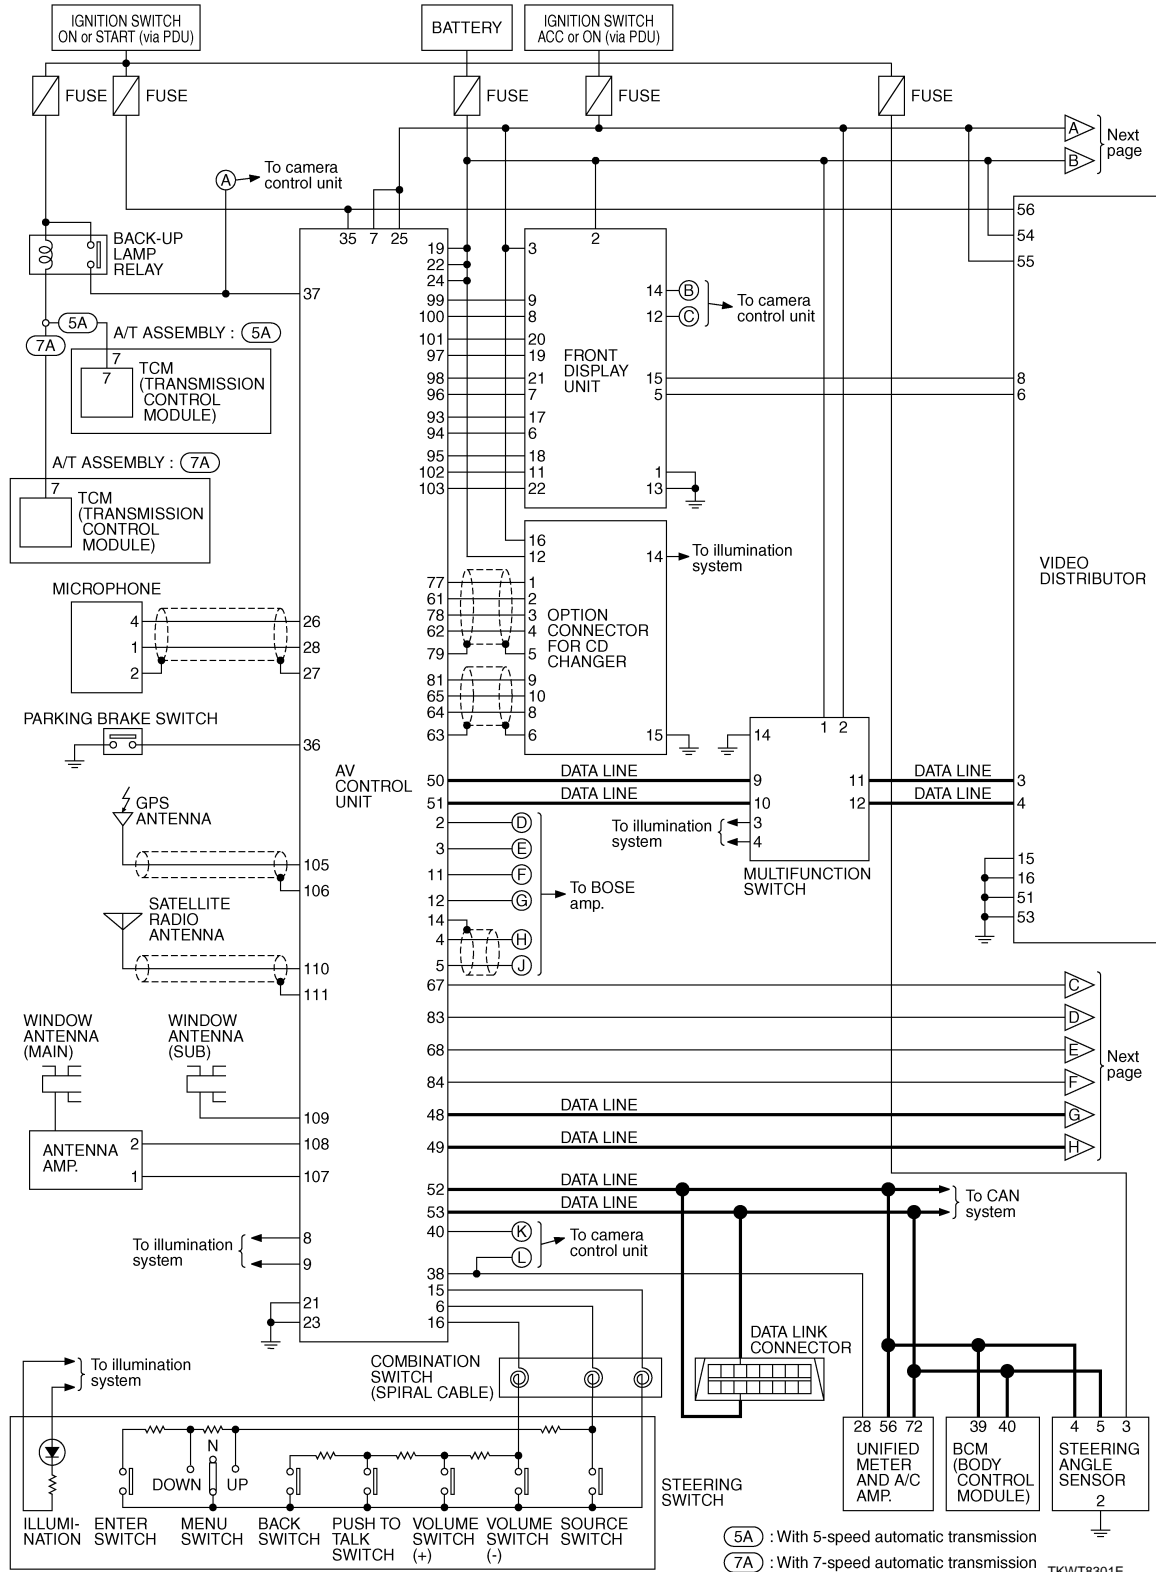 IGNITION SWITCH
ON or START (via PDU)
BATTERY
IGNITION SWITCH
ACC or ON (via PDU)
FUSE
FUSE
FUSE
FUSE
FUSE
A
B
Next
page
A
To camera
control unit
BACK-UP
LAMP
RELAY
35
7
25
37
5A
7A
A/T ASSEMBLY : 5A
7
7
TCM
(TRANSMISSION
CONTROL
MODULE)
A/T ASSEMBLY : 7A
7
TCM
(TRANSMISSION
CONTROL
MODULE)
MICROPHONE
4
1
2
26
28
27
PARKING BRAKE SWITCH
36
GPS
ANTENNA
105
106
SATELLITE
RADIO
ANTENNA
110
111
WINDOW
ANTENNA
(MAIN)
WINDOW
ANTENNA
(SUB)
109
ANTENNA
AMP.
2
1
108
107
To illumination
system
8
9
21
23
AV
CONTROL
UNIT
19
22
24
99
100
101
97
98
96
93
94
95
102
103
2
3
9
8
20
19
21
7
17
6
18
11
22
FRONT
DISPLAY
UNIT
14
12
B
C
To camera
control unit
15
5
1
13
77
61
78
62
79
81
65
64
63
16
12
1
2
3
4
5
9
10
8
6
OPTION
CONNECTOR
FOR CD
CHANGER
14
To illumination
system
15
50
51
DATA LINE
DATA LINE
14
1
2
9
10
11
12
3
4
To illumination
system
MULTIFUNCTION
SWITCH
DATA LINE
DATA LINE
56
54
55
8
6
VIDEO
DISTRIBUTOR
3
4
15
16
51
53
2
3
11
12
14
4
5
D
E
F
G
H
J
To BOSE
amp.
67
83
68
84
48
49
DATA LINE
DATA LINE
C
D
E
F
G
H
Next
page
52
53
DATA LINE
DATA LINE
To CAN
system
40
K
L
To camera
control unit
38
15
6
16
COMBINATION
SWITCH
(SPIRAL CABLE)
DATA LINK
CONNECTOR
28
56
72
UNIFIED
METER
AND A/C
AMP.
39
40
BCM
(BODY
CONTROL
MODULE)
4
5
3
STEERING
ANGLE
SENSOR
2
To illumination
system
N
DOWN
UP
STEERING
SWITCH
ILLUMI-
NATION
ENTER
SWITCH
MENU
SWITCH
BACK
SWITCH
PUSH TO
TALK
SWITCH
VOLUME
SWITCH
(+)
VOLUME
SWITCH
(-)
SOURCE
SWITCH
5A : With 5-speed automatic transmission
7A : With 7-speed automatic transmission
TKWT8301E